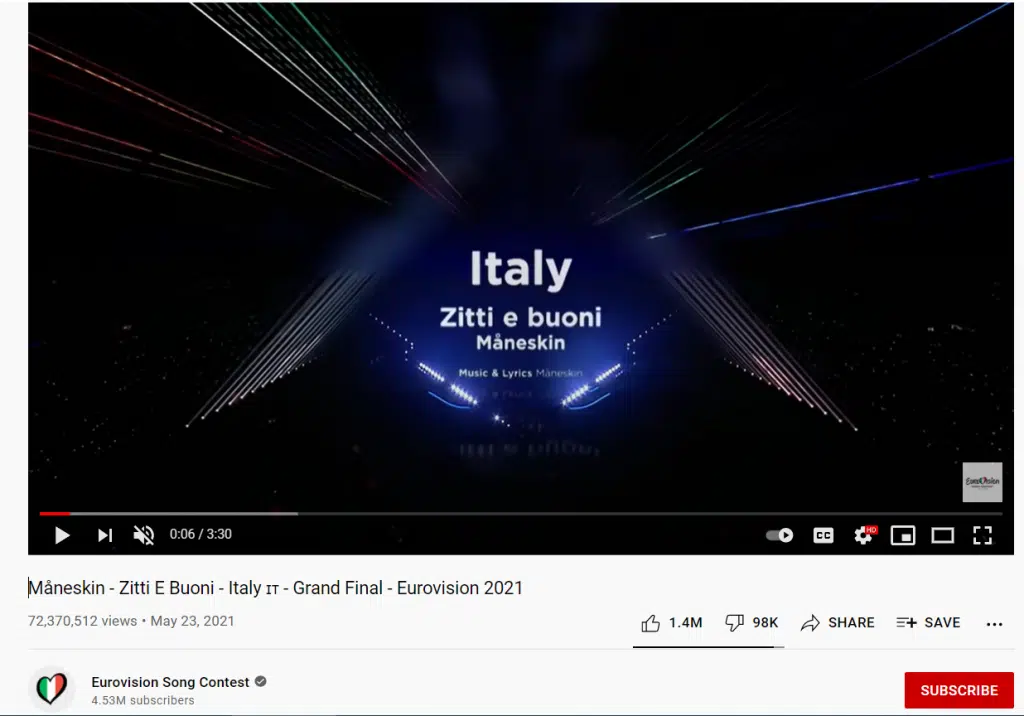 Italy
Zitti e buoni
Måneskin
Music & Lyrics Måneskin
EUROVISION
0:06 / 3:30
CC
HD
Måneskin - Zitti E Buoni - Italy IT - Grand Final - Eurovision 2021
72,370,512 views • May 23, 2021
1.4M 98K SHARE SAVE
Eurovision Song Contest
4.53M subscribers
SUBSCRIBE